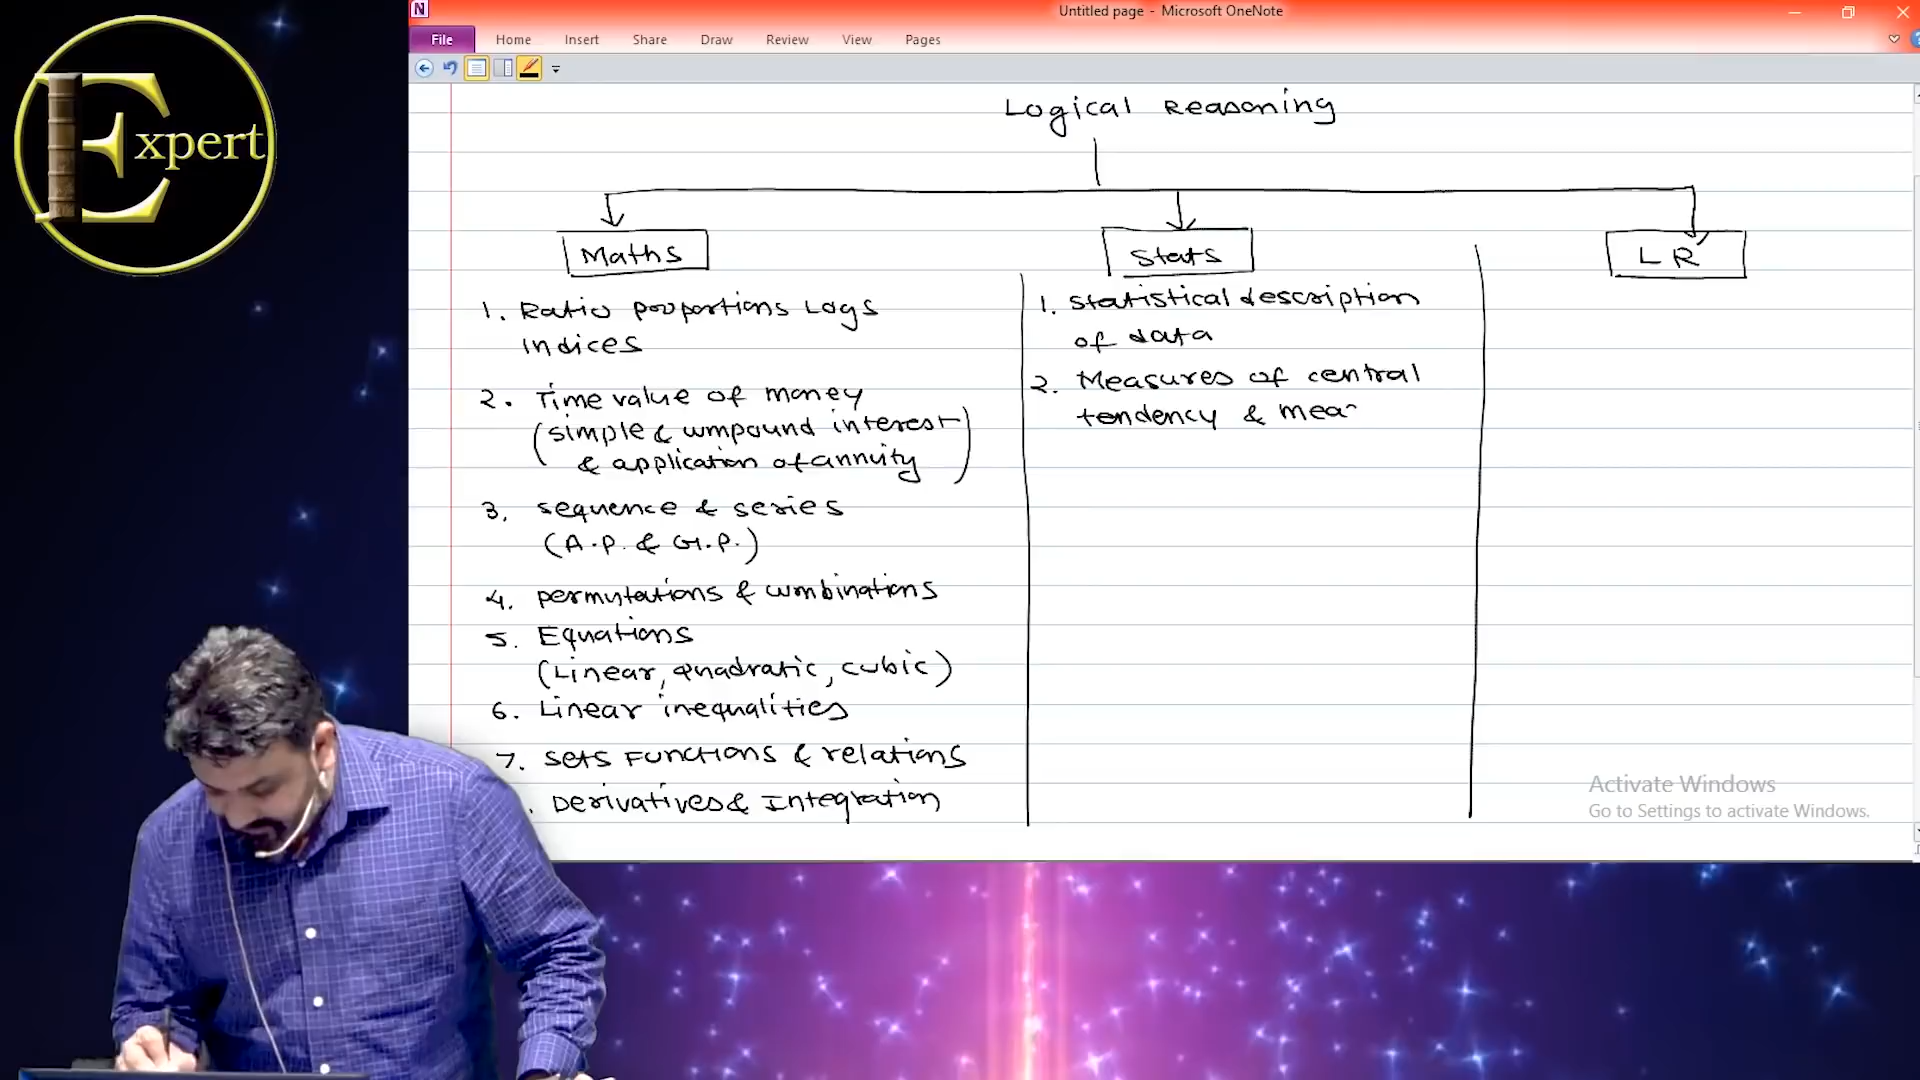 Expert
Untitled page - Microsoft OneNote
File Home Insert Share Draw Review View Pages
Logical Reasoning
Maths
1. Ratio proportions Logs
indices
2. Time value of money
(simple & compound interest
& application of annuity)
3. sequence & series
(A.P. & G.P.)
4. permutations & combinations
5. Equations
(Linear, quadratic, cubic)
6. Linear inequalities
7. sets Functions & relations
. Derivatives & Integration
Stats
1. statistical description
of data
2. Measures of central
tendency & mea
LR
Activate Windows
Go to Settings to activate Windows.